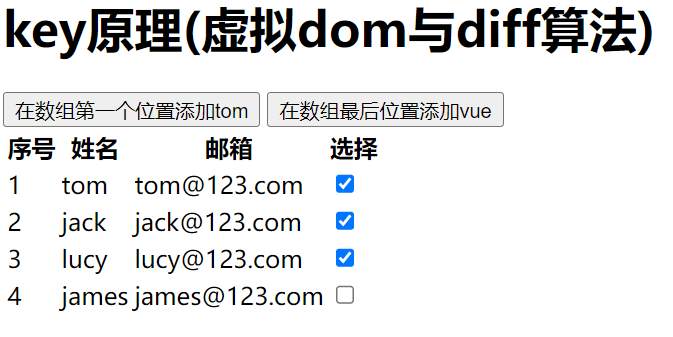 key原理(虚拟dom与diff算法)
在数组第一个位置添加tom 在数组最后位置添加vue
序号 姓名 邮箱 选择
1 tom tom@123.com
2 jack jack@123.com
3 lucy lucy@123.com
4 james james@123.com